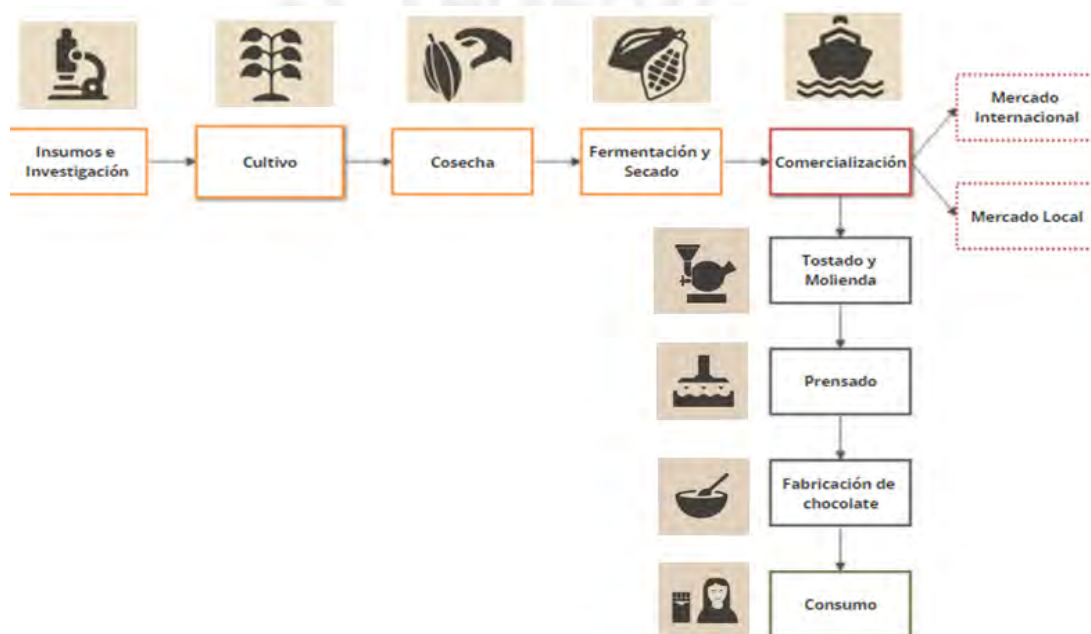 Insumos e
Investigación
Cultivo
Cosecha
Fermentación y
Secado
Comercialización
Mercado
Internacional
Mercado Local
Tostado y
Molienda
Prensado
Fabricación de
chocolate
Consumo